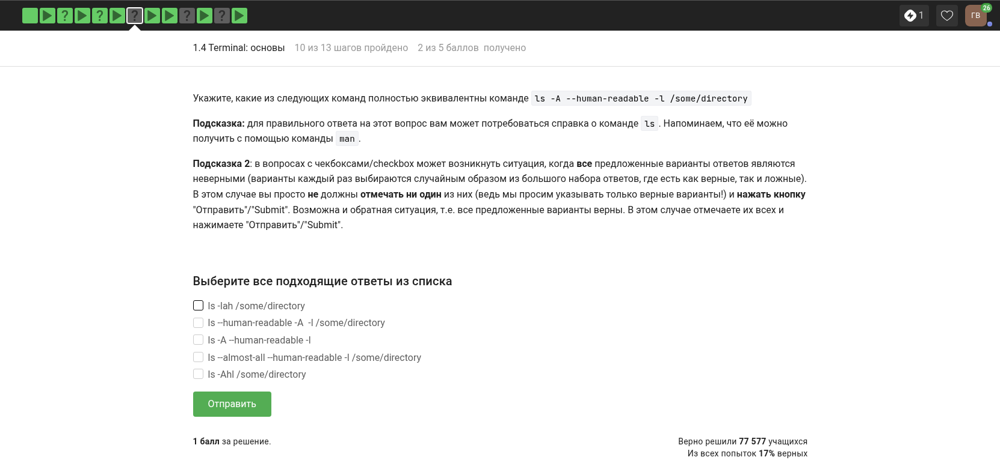 ? ? ? ? ?
1
ГВ
26
1.4 Terminal: основы 10 из 13 шагов пройдено 2 из 5 баллов получено
Укажите, какие из следующих команд полностью эквивалентны команде ls -A --human-readable -l /some/directory
Подсказка: для правильного ответа на этот вопрос вам может потребоваться справка о команде ls. Напоминаем, что её можно
получить с помощью команды man.
Подсказка 2: в вопросах с чекбоксами/checkbox может возникнуть ситуация, когда все предложенные варианты ответов являются
неверными (варианты каждый раз выбираются случайным образом из большого набора ответов, где есть как верные, так и ложные).
В этом случае вы просто не должны отмечать ни один из них (ведь мы просим указывать только верные варианты!) и нажать кнопку
"Отправить"/"Submit". Возможна и обратная ситуация, т.е. все предложенные варианты верны. В этом случае отмечаете их всех и
нажимаете "Отправить"/"Submit".
Выберите все подходящие ответы из списка
ls -lah /some/directory
ls --human-readable -A -l /some/directory
ls -A --human-readable -l
ls --almost-all --human-readable -l /some/directory
ls -Ahl /some/directory
Отправить
1 балл за решение.
Верно решили 77 577 учащихся
Из всех попыток 17% верных